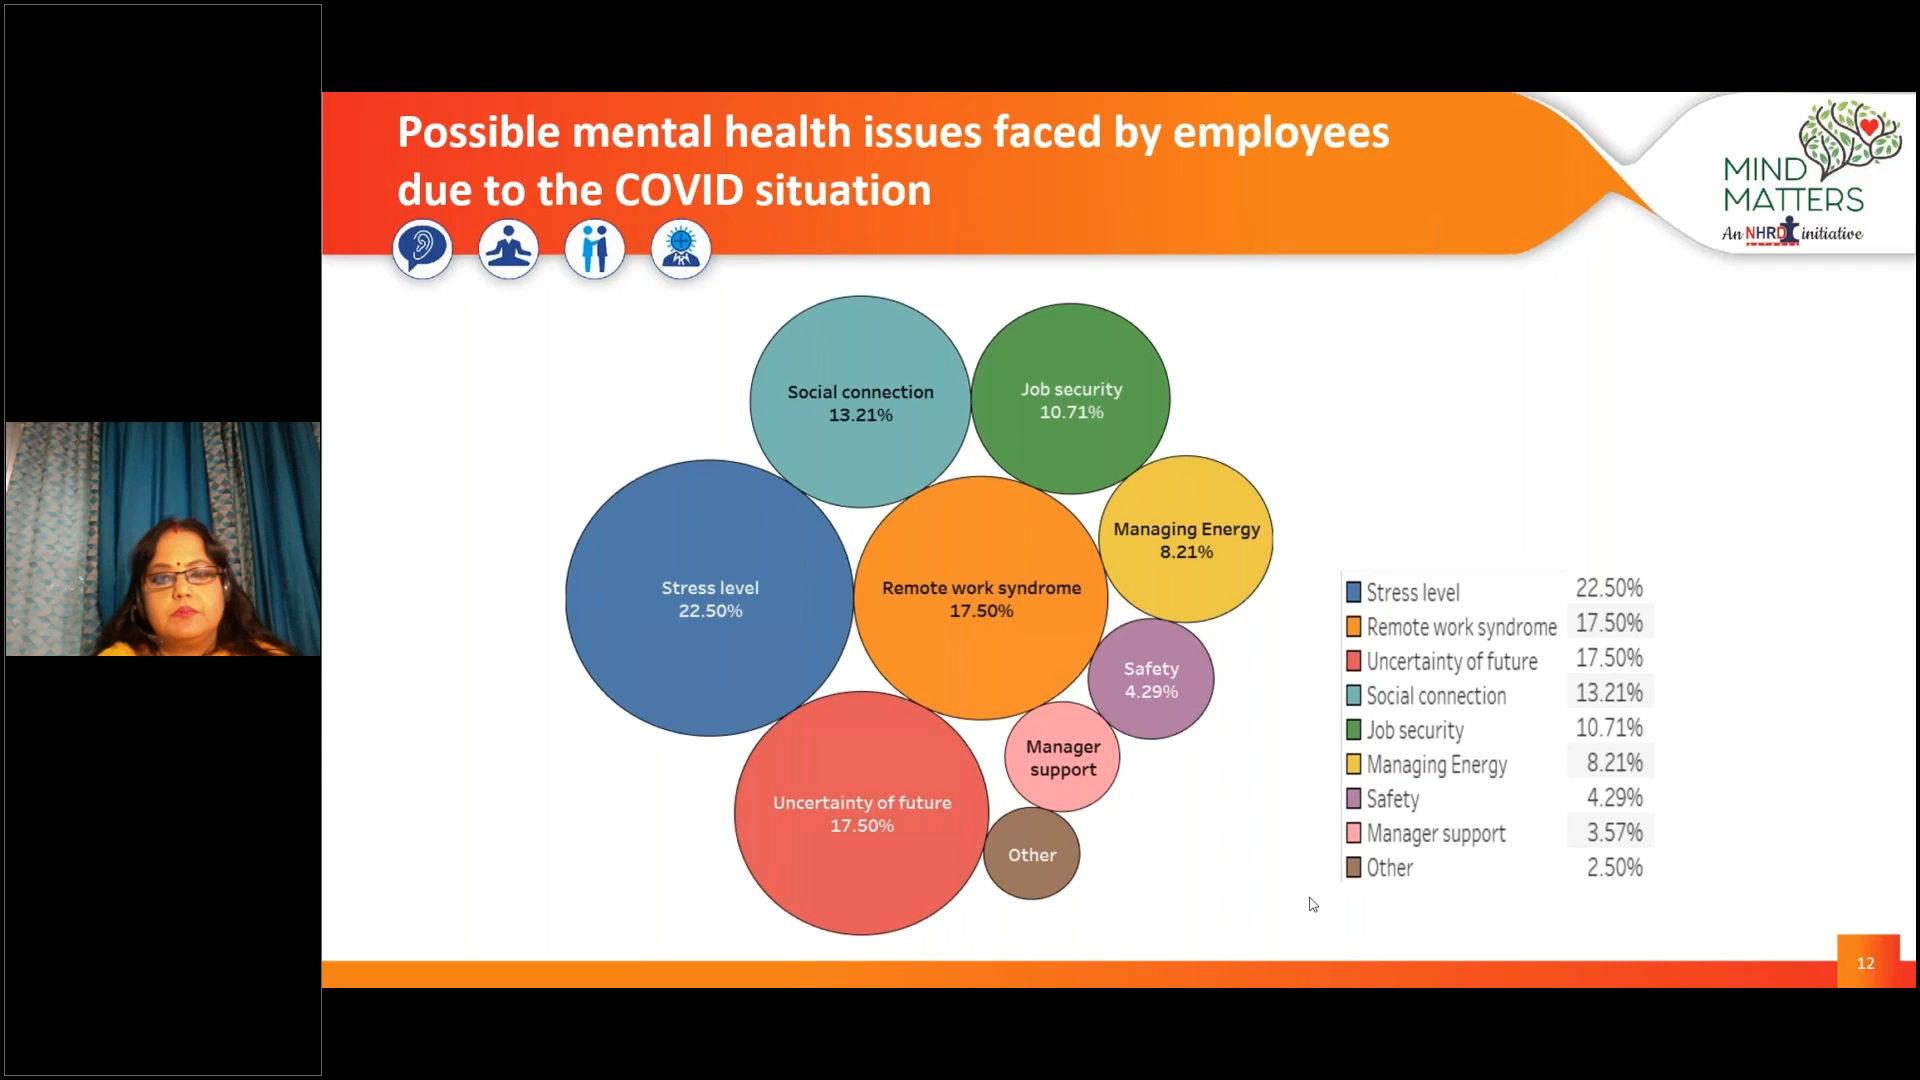 Possible mental health issues faced by employees
due to the COVID situation
MIND
MATTERS
An NHRD initiative
Social connection
13.21%
Job security
10.71%
Managing Energy
8.21%
Stress level
22.50%
Remote work syndrome
17.50%
Safety
4.29%
Manager
support
Uncertainty of future
17.50%
Other
Stress level 22.50%
Remote work syndrome 17.50%
Uncertainty of future 17.50%
Social connection 13.21%
Job security 10.71%
Managing Energy 8.21%
Safety 4.29%
Manager support 3.57%
Other 2.50%
12